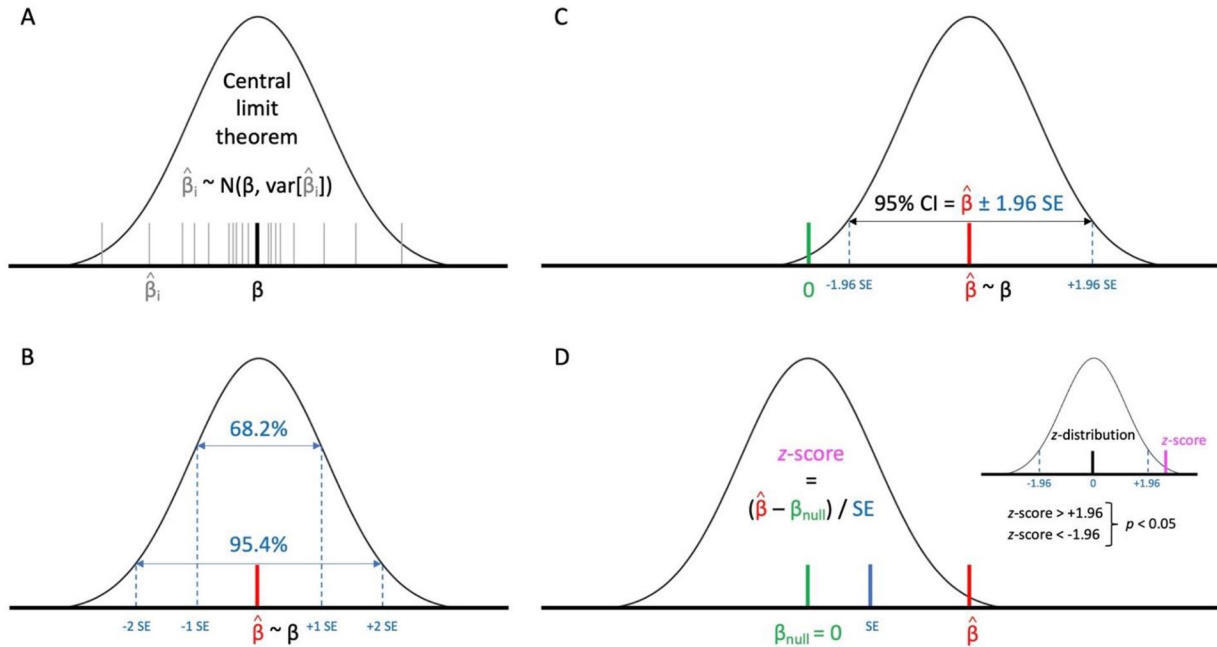 A
Central
limit
theorem
β̂ᵢ ~ N(β, var[β̂ᵢ])
β̂ᵢ
β
B
68.2%
95.4%
-2 SE
-1 SE
+1 SE
+2 SE
β̂ ~ β
C
95% CI = β̂ ± 1.96 SE
0
-1.96 SE
+1.96 SE
β̂ ~ β
D
z-score
=
(β̂ – βnull) / SE
βnull = 0
SE
β̂
z-distribution
z-score
-1.96
0
+1.96
z-score > +1.96
z-score < -1.96
p < 0.05